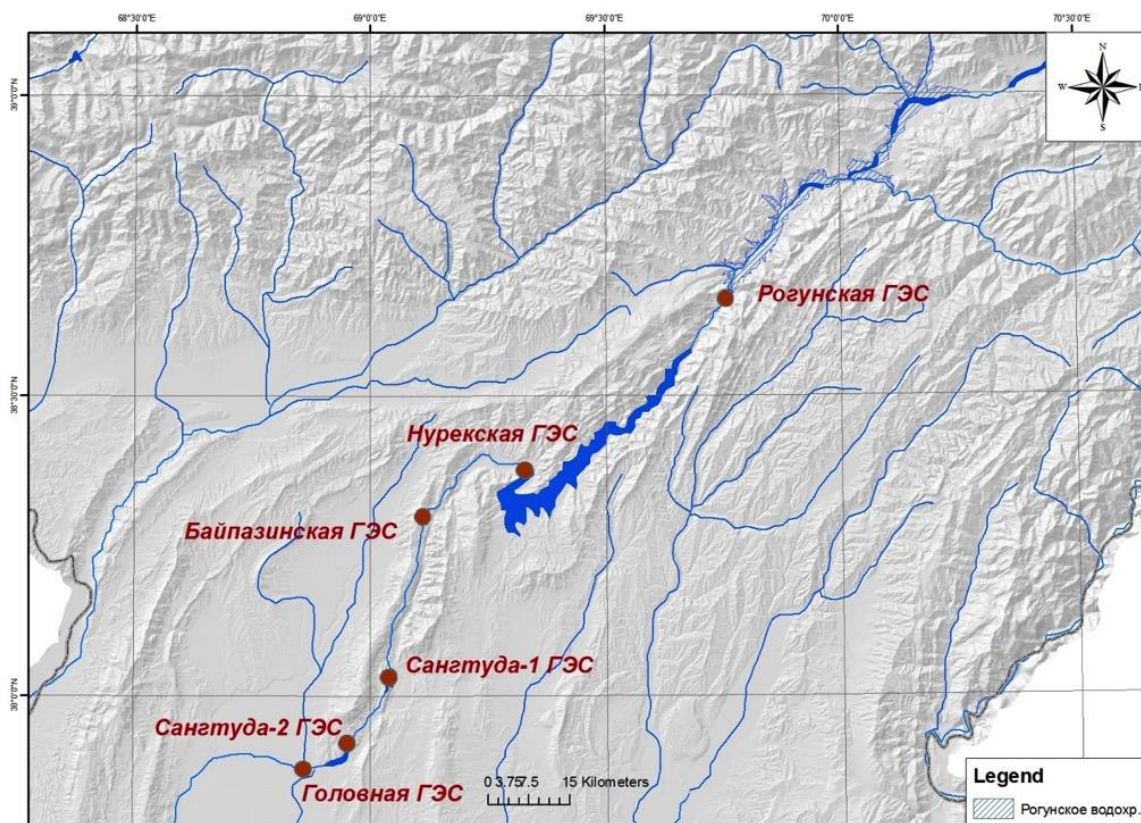 68°30'0"E 69°0'0"E 69°30'0"E 70°0'0"E 70°30'0"E
N
W E
S
39°0'0"N
Рогунская ГЭС
38°30'0"N
Нурекская ГЭС
Байпазинская ГЭС
Сангтуда-1 ГЭС
38°0'0"N
Сангтуда-2 ГЭС
Головная ГЭС
0 3.757.5 15 Kilometers
Legend
Рогунское водохр.